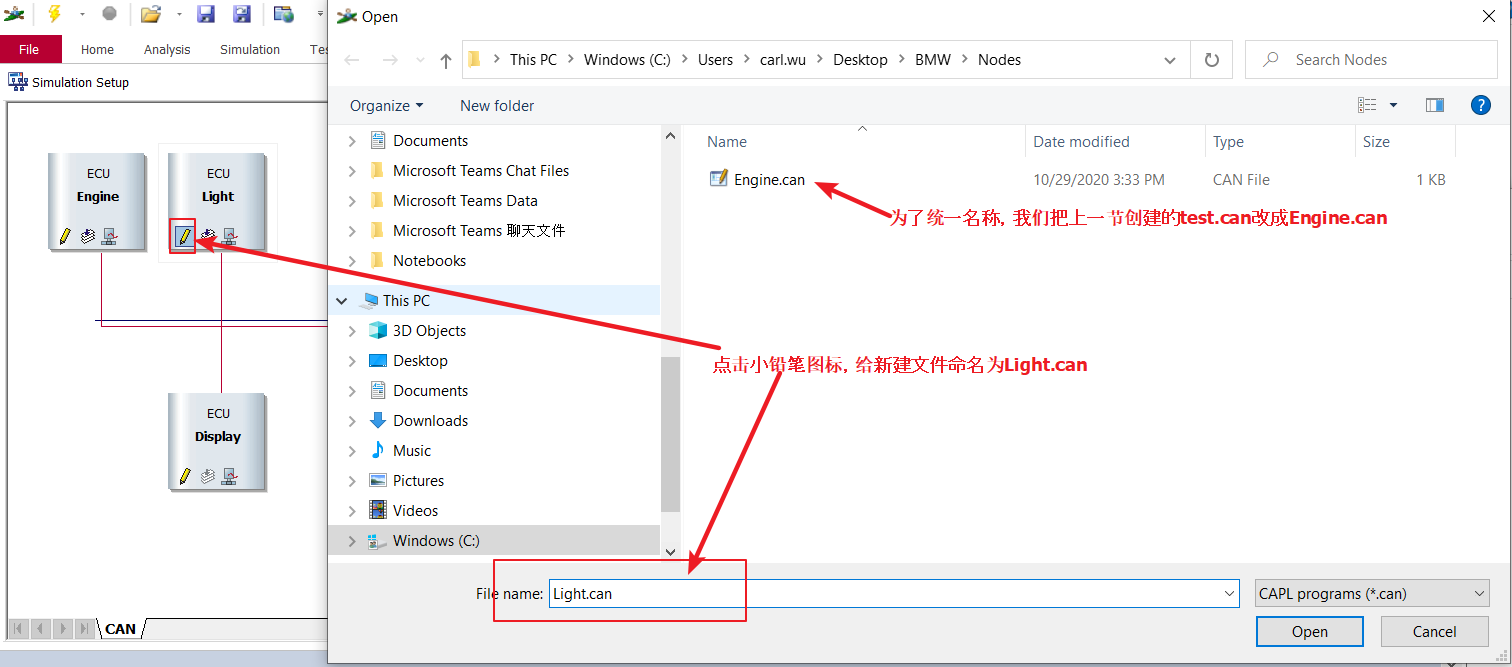 File
Home
Analysis
Simulation
Simulation Setup
ECU
Engine
ECU
Light
ECU
Display
CAN
Open
This PC
Windows (C:)
Users
carl.wu
Desktop
BMW
Nodes
Search Nodes
Organize
New folder
Documents
Microsoft Teams Chat Files
Microsoft Teams Data
Microsoft Teams 聊天文件
Notebooks
This PC
3D Objects
Desktop
Documents
Downloads
Music
Pictures
Videos
Windows (C:)
Name
Date modified
Type
Size
Engine.can
10/29/2020 3:33 PM
CAN File
1 KB
为了统一名称, 我们把上一节创建的test.can改成Engine.can
点击小铅笔图标, 给新建文件命名为Light.can
File name:
Light.can
CAPL programs (*.can)
Open
Cancel